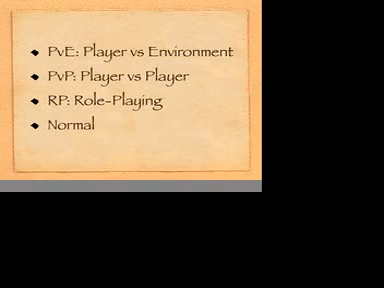 PvE: Player vs Environment
PvP: Player vs Player
RP: Role-Playing
Normal